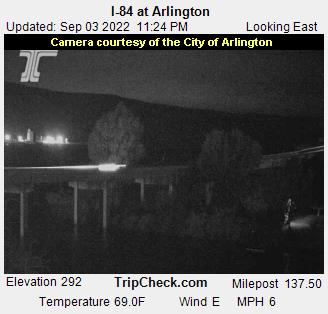 I-84 at Arlington
Updated: Sep 03 2022 11:24 PM Looking East
Camera courtesy of the City of Arlington
Elevation 292 TripCheck.com Milepost 137.50
Temperature 69.0F Wind E MPH 6